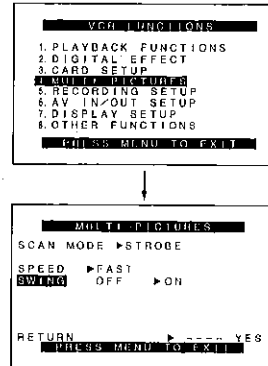 VCR FUNCTIONS
1. PLAYBACK FUNCTIONS
2. DIGITAL EFFECT
3. CARD SETUP
4. MULTI PICTURES
5. RECORDING SETUP
6. AV IN/OUT SETUP
7. DISPLAY SETUP
8. OTHER FUNCTIONS
PRESS MENU TO EXIT
MULTI-PICTURES
SCAN MODE ▶STROBE
SPEED ▶FAST
SWING OFF ▶ON
RETURN ▶ ---- YES
PRESS MENU TO EXIT